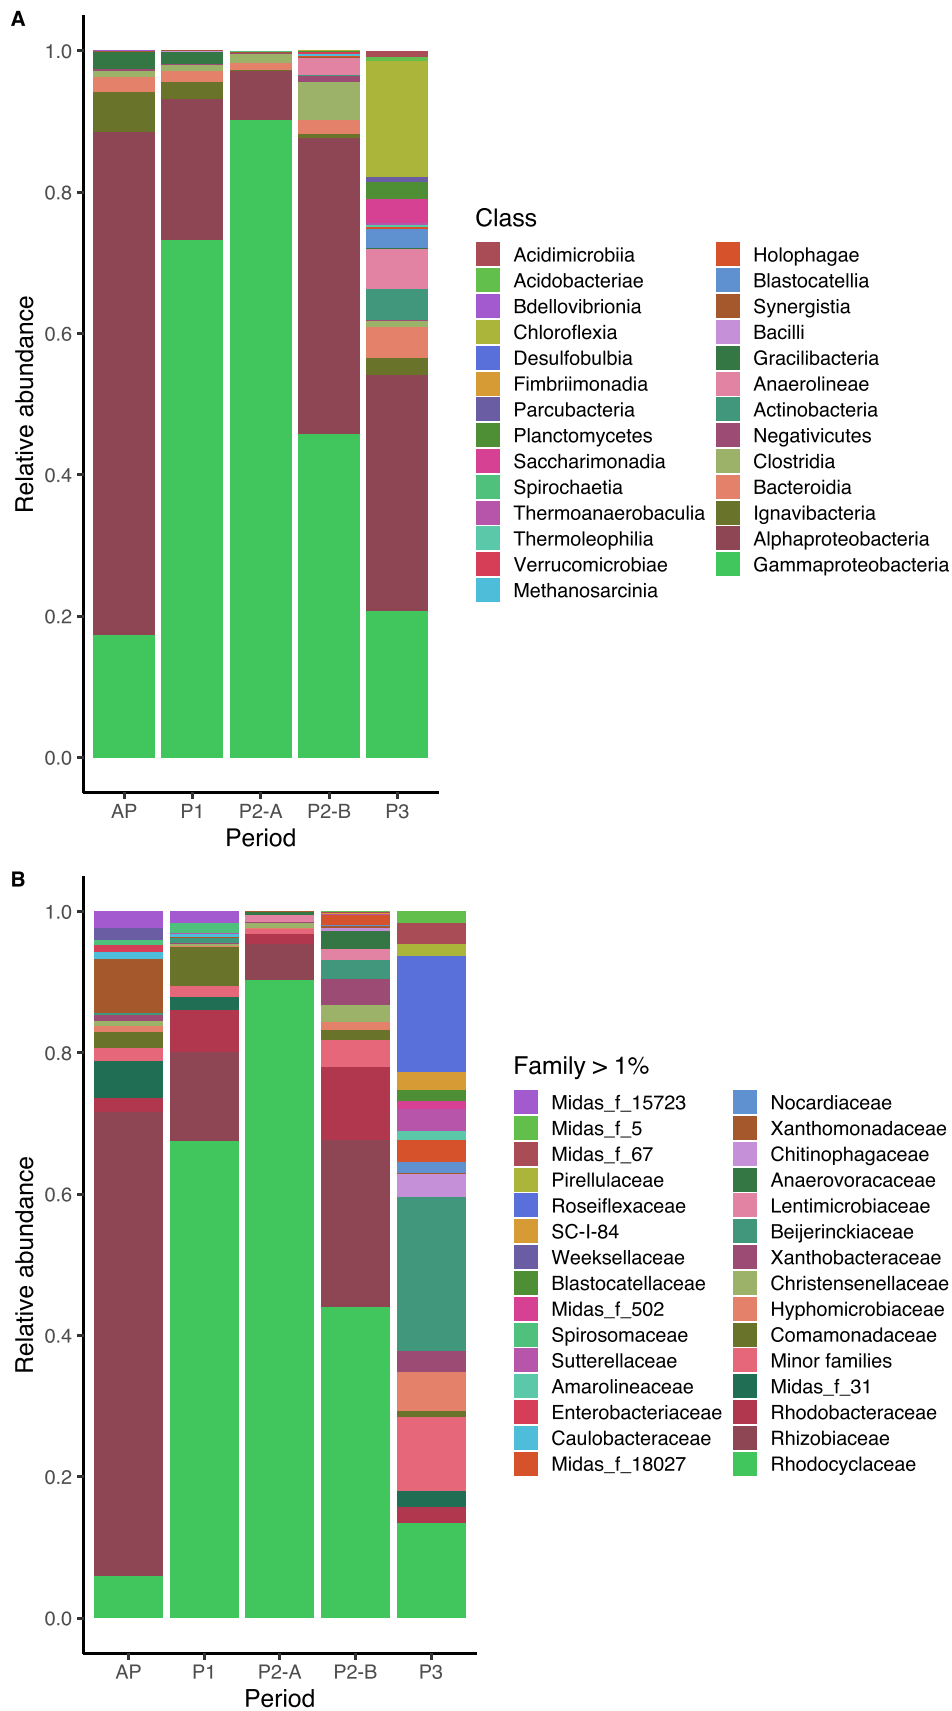 A
1.0
0.8
0.6
0.4
0.2
0.0
Relative abundance
AP P1 P2-A P2-B P3
Period
Class
Acidimicrobiia
Acidobacteriae
Bdellovibrionia
Chloroflexia
Desulfobulbia
Fimbriimonadia
Parcubacteria
Planctomycetes
Saccharimonadia
Spirochaetia
Thermoanaerobaculia
Thermoleophilia
Verrucomicrobiae
Methanosarcinia
Holophagae
Blastocatellia
Synergistia
Bacilli
Gracilibacteria
Anaerolineae
Actinobacteria
Negativicutes
Clostridia
Bacteroidia
Ignavibacteria
Alphaproteobacteria
Gammaproteobacteria
B
1.0
0.8
0.6
0.4
0.2
0.0
Relative abundance
AP P1 P2-A P2-B P3
Period
Family > 1%
Midas_f_15723
Midas_f_5
Midas_f_67
Pirellulaceae
Roseiflexaceae
SC-I-84
Weeksellaceae
Blastocatellaceae
Midas_f_502
Spirosomaceae
Sutterellaceae
Amarolineaceae
Enterobacteriaceae
Caulobacteraceae
Midas_f_18027
Nocardiaceae
Xanthomonadaceae
Chitinophagaceae
Anaerovoracaceae
Lentimicrobiaceae
Beijerinckiaceae
Xanthobacteraceae
Christensenellaceae
Hyphomicrobiaceae
Comamonadaceae
Minor families
Midas_f_31
Rhodobacteraceae
Rhizobiaceae
Rhodocyclaceae